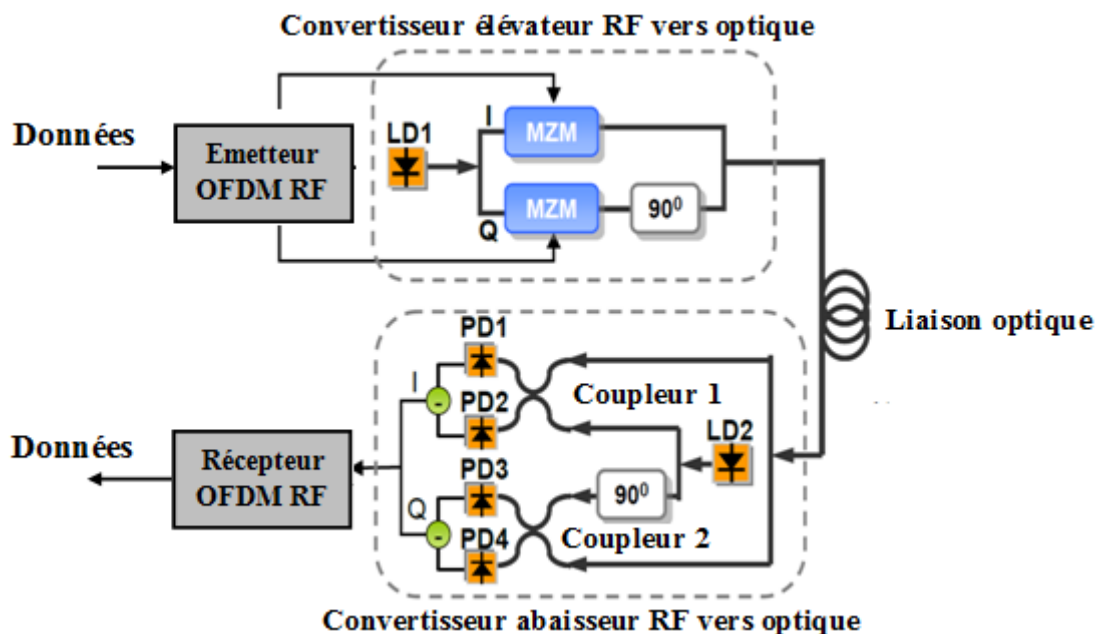 Convertisseur élévateur RF vers optique
Données
Emetteur
OFDM RF
LD1
I
MZM
Q
MZM
90⁰
Liaison optique
PD1
I
-
PD2
Coupleur 1
LD2
Données
Récepteur
OFDM RF
PD3
90⁰
Q
-
PD4
Coupleur 2
Convertisseur abaisseur RF vers optique